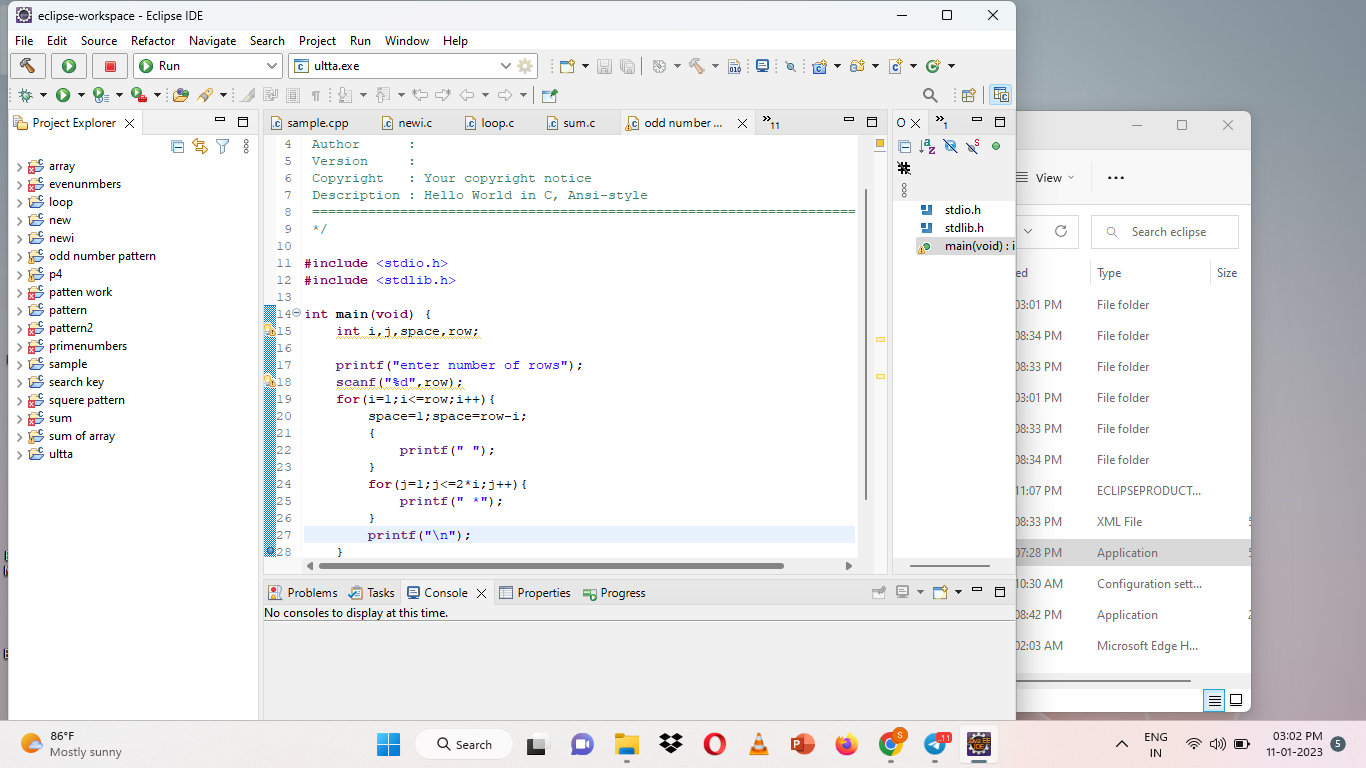 eclipse-workspace - Eclipse IDE
File Edit Source Refactor Navigate Search Project Run Window Help
Run
ultta.exe
Project Explorer
array
evenunmbers
loop
new
newi
odd number pattern
p4
patten work
pattern
pattern2
primenumbers
sample
search key
squere pattern
sum
sum of array
ultta
sample.cpp newi.c loop.c sum.c odd number ... 11
4 Author :
5 Version :
6 Copyright : Your copyright notice
7 Description : Hello World in C, Ansi-style
8 ====================================================================
9 */
10
11 #include <stdio.h>
12 #include <stdlib.h>
13
14 int main(void) {
15 int i,j,space,row;
16
17 printf("enter number of rows");
18 scanf("%d",row);
19 for(i=1;i<=row;i++){
20 space=1;space=row-i;
21 {
22 printf(" ");
23 }
24 for(j=1;j<=2*i;j++){
25 printf(" *");
26 }
27 printf("\n");
28 }
O 1
stdio.h
stdlib.h
main(void) : i
Problems Tasks Console Properties Progress
No consoles to display at this time.
View
Search eclipse
ed Type Size
03:01 PM File folder
08:34 PM File folder
08:33 PM File folder
03:01 PM File folder
08:33 PM File folder
08:34 PM File folder
11:07 PM ECLIPSEPRODUCT...
08:33 PM XML File
07:28 PM Application
10:30 AM Configuration sett...
08:42 PM Application
02:03 AM Microsoft Edge H...
86°F
Mostly sunny
Search
S
11
ENG
IN
03:02 PM
11-01-2023
5